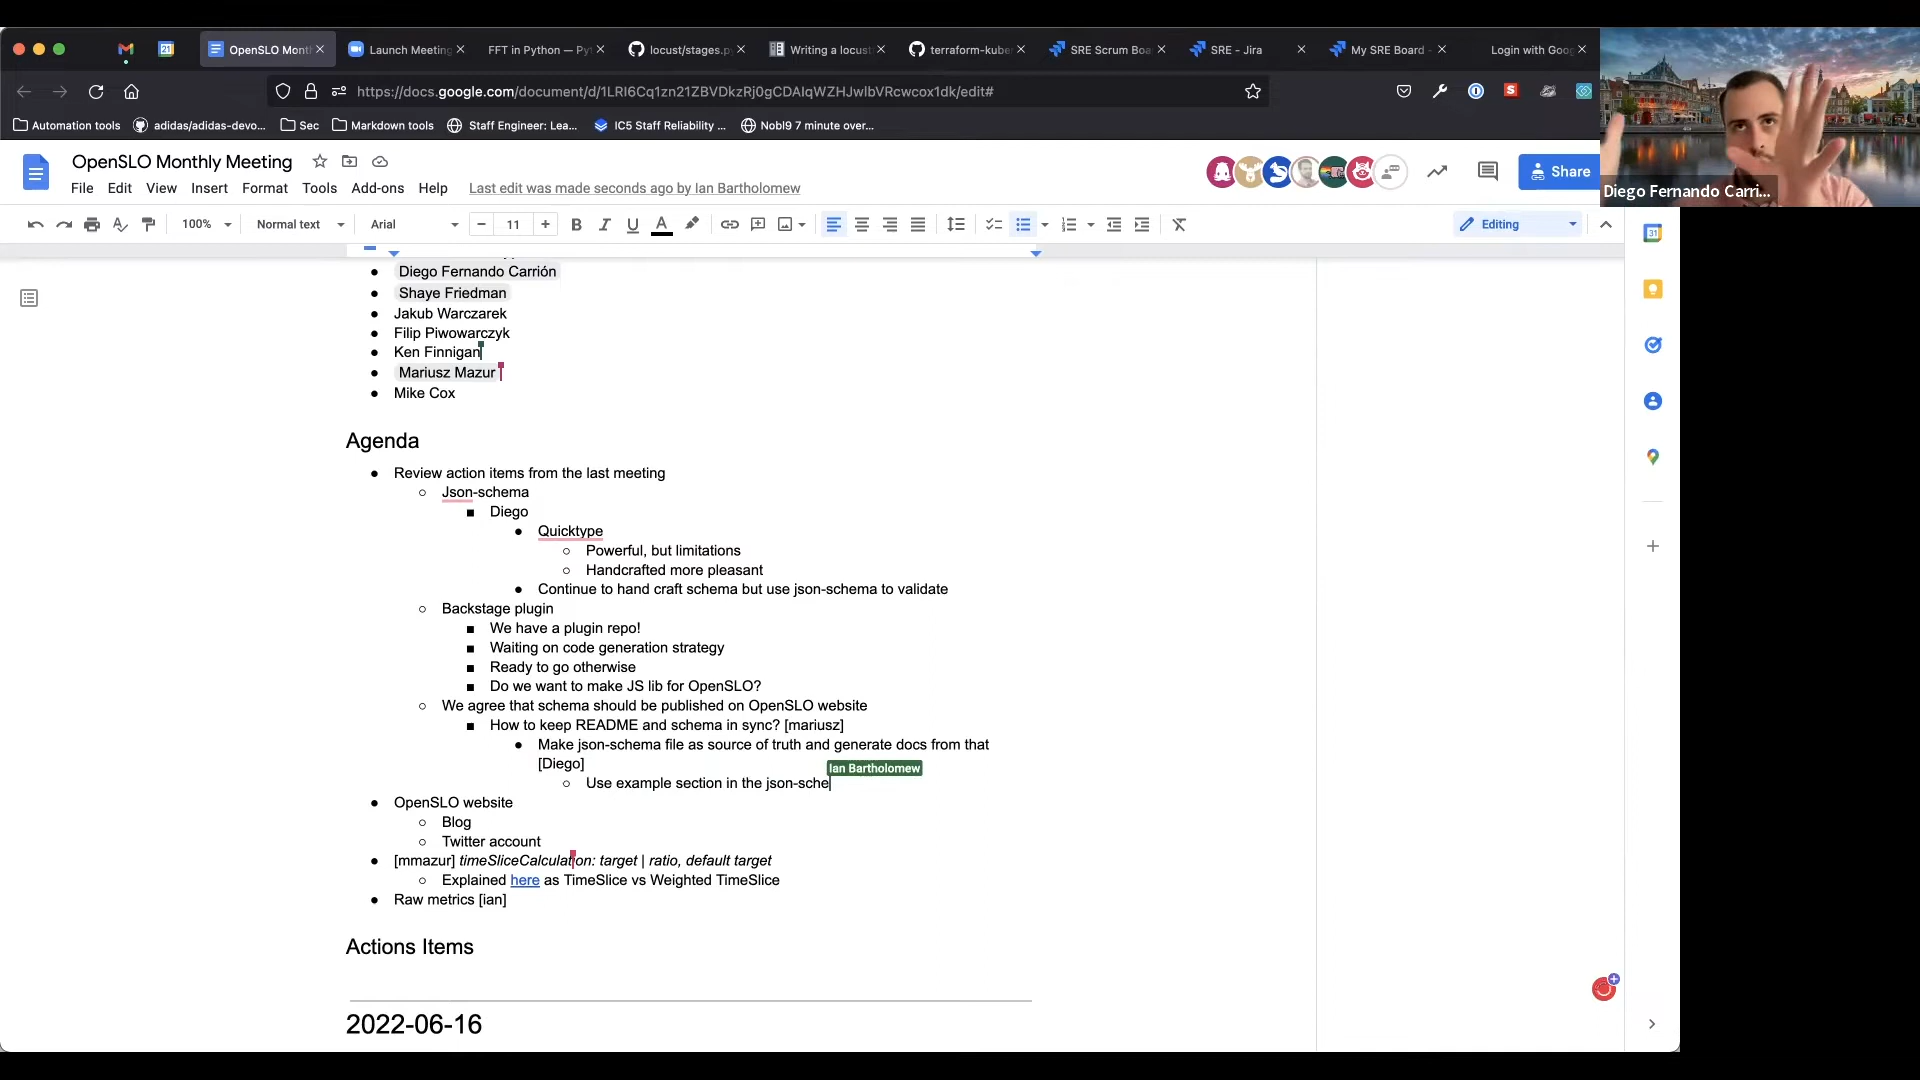 OpenSLO Mont
Launch Meeting
FFT in Python — Pyt
locust/stages.p
Writing a locust
terraform-kube
SRE Scrum Boa
SRE - Jira
My SRE Board -
Login with Goo
https://docs.google.com/document/d/1LRI6Cq1zn21ZBVDkzRj0gCDAIqWZHJwlbVRcwcox1dk/edit#
Automation tools
adidas/adidas-devo...
Sec
Markdown tools
Staff Engineer: Lea...
IC5 Staff Reliability ...
Nobl9 7 minute over...
OpenSLO Monthly Meeting
Share
Diego Fernando Carri...
File Edit View Insert Format Tools Add-ons Help
Last edit was made seconds ago by Ian Bartholomew
100%
Normal text
Arial
11
Editing
Diego Fernando Carrión
Shaye Friedman
Jakub Warczarek
Filip Piwowarczyk
Ken Finnigan
Mariusz Mazur
Mike Cox
Agenda
Review action items from the last meeting
Json-schema
Diego
Quicktype
Powerful, but limitations
Handcrafted more pleasant
Continue to hand craft schema but use json-schema to validate
Backstage plugin
We have a plugin repo!
Waiting on code generation strategy
Ready to go otherwise
Do we want to make JS lib for OpenSLO?
We agree that schema should be published on OpenSLO website
How to keep README and schema in sync? [mariusz]
Make json-schema file as source of truth and generate docs from that
[Diego]
Ian Bartholomew
Use example section in the json-sche
OpenSLO website
Blog
Twitter account
[mmazur] timeSliceCalculation: target | ratio, default target
Explained here as TimeSlice vs Weighted TimeSlice
Raw metrics [ian]
Actions Items
2022-06-16